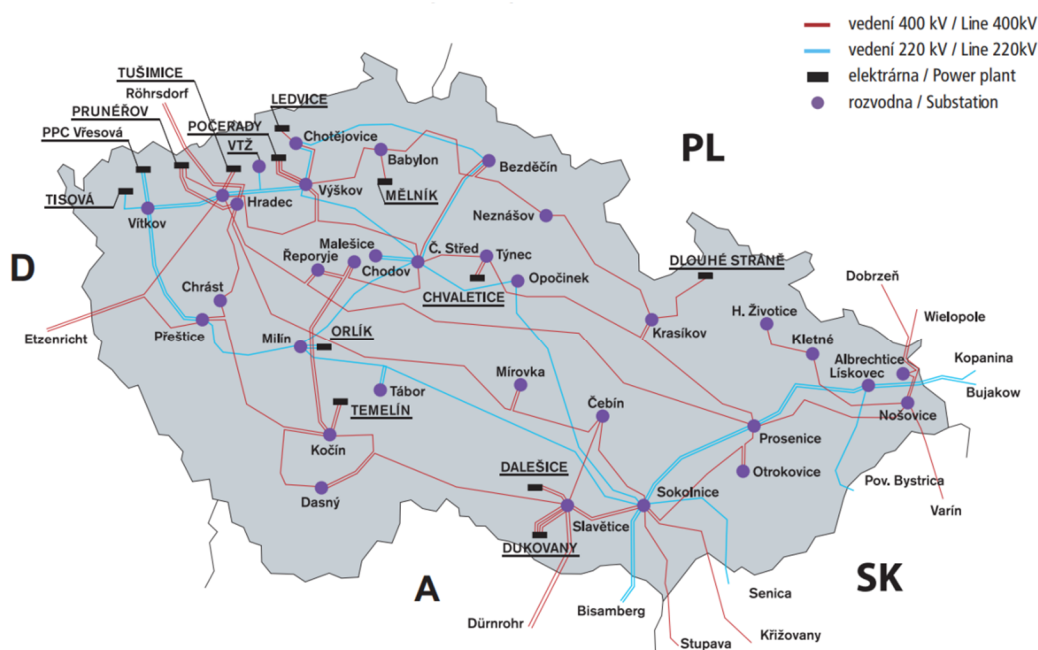 vedení 400 kV / Line 400kV
vedení 220 kV / Line 220kV
elektrárna / Power plant
rozvodna / Substation
TUŠIMICE
Röhrsdorf
PRUNÉŘOV
PPC Vřesová
TISOVÁ
LEDVICE
POČERADY
VTŽ
Chotějovice
Babylon
Bezděčín
PL
Výškov
MĚLNÍK
Hradec
Vítkov
Neznášov
D
Malešice
Řeporyje
Chodov
Č. Střed
Týnec
Opočinek
CHVALETICE
DLOUHÉ STRÁNĚ
Dobrzeń
Wielopole
Chrást
Přeštice
Etzenricht
Krasíkov
H. Životice
Kletné
Albrechtice
Lískovec
Kopanina
Bujakow
Milín
ORLÍK
Tábor
Mírovka
Čebín
Nošovice
TEMELÍN
Kočín
Prosenice
Otrokovice
DALEŠICE
Dasný
Sokolnice
Pov. Bystrica
Varín
Slavětice
DUKOVANY
SK
A
Bisamberg
Senica
Dürnrohr
Stupava
Křižovany